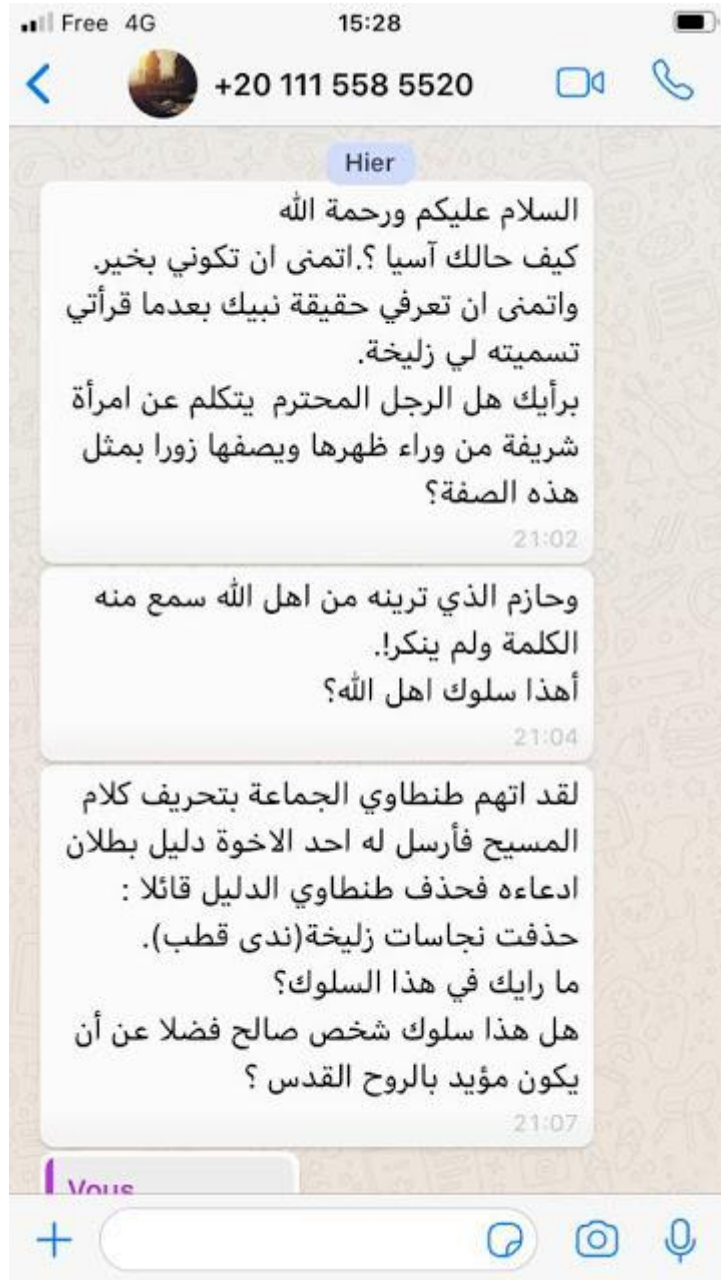 Free 4G 15:28
+20 111 558 5520
Hier
السلام عليكم ورحمة الله
كيف حالك آسيا ؟.اتمنى ان تكوني بخير.
واتمنى ان تعرفي حقيقة نبيك بعدما قرأتي
تسميته لي زليخة.
برأيك هل الرجل المحترم يتكلم عن امرأة
شريفة من وراء ظهرها ويصفها زورا بمثل
هذه الصفة؟
21:02
وحازم الذي ترينه من اهل الله سمع منه
الكلمة ولم ينكر!.
أهذا سلوك اهل الله؟
21:04
لقد اتهم طنطاوي الجماعة بتحريف كلام
المسيح فأرسل له احد الاخوة دليل بطلان
ادعاءه فحذف طنطاوي الدليل قائلا :
حذفت نجاسات زليخة(ندى قطب).
ما رايك في هذا السلوك؟
هل هذا سلوك شخص صالح فضلا عن أن
يكون مؤيد بالروح القدس ؟
21:07
Vous